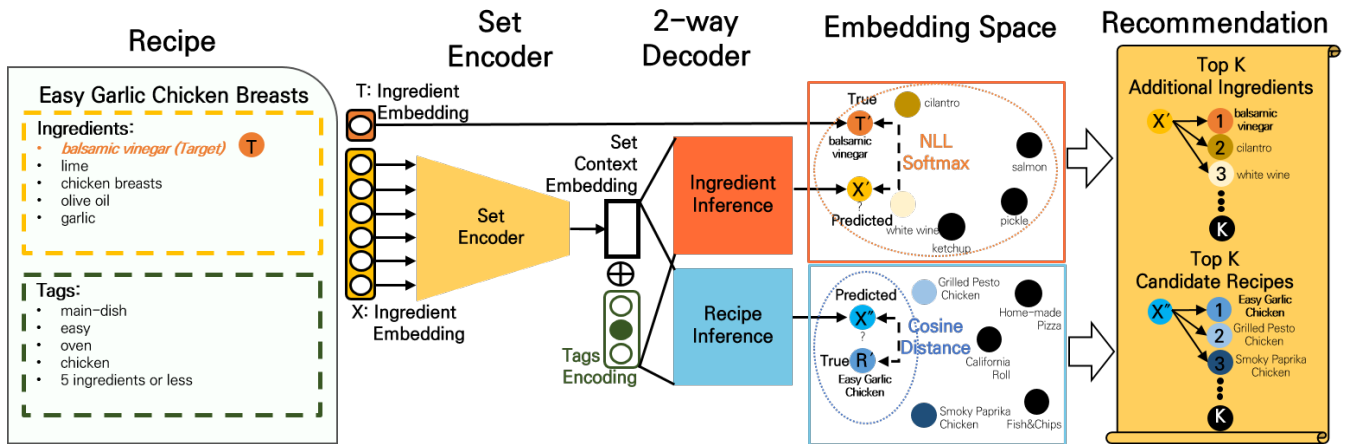 Recipe
Easy Garlic Chicken Breasts
Ingredients:
• balsamic vinegar (Target)
T
• lime
• chicken breasts
• olive oil
• garlic
Tags:
• main-dish
• easy
• oven
• chicken
• 5 ingredients or less
Set
Encoder
T: Ingredient
Embedding
Set
Encoder
X: Ingredient
Embedding
2-way
Decoder
Set
Context
Embedding
Tags
Encoding
Ingredient
Inference
Recipe
Inference
Embedding Space
True
T'
balsamic
vinegar
cilantro
NLL
Softmax
X'
?
Predicted
white wine
ketchup
pickle
salmon
Predicted
X"
?
Cosine
Distance
True
R'
Easy Garlic
Chicken
Grilled Pesto
Chicken
Home-made
Pizza
California
Roll
Smoky Paprika
Chicken
Fish&Chips
Recommendation
Top K
Additional Ingredients
X'
1
balsamic
vinegar
2
cilantro
3
white wine
K
Top K
Candidate Recipes
X"
1
Easy Garlic
Chicken
2
Grilled Pesto
Chicken
3
Smoky Paprika
Chicken
K